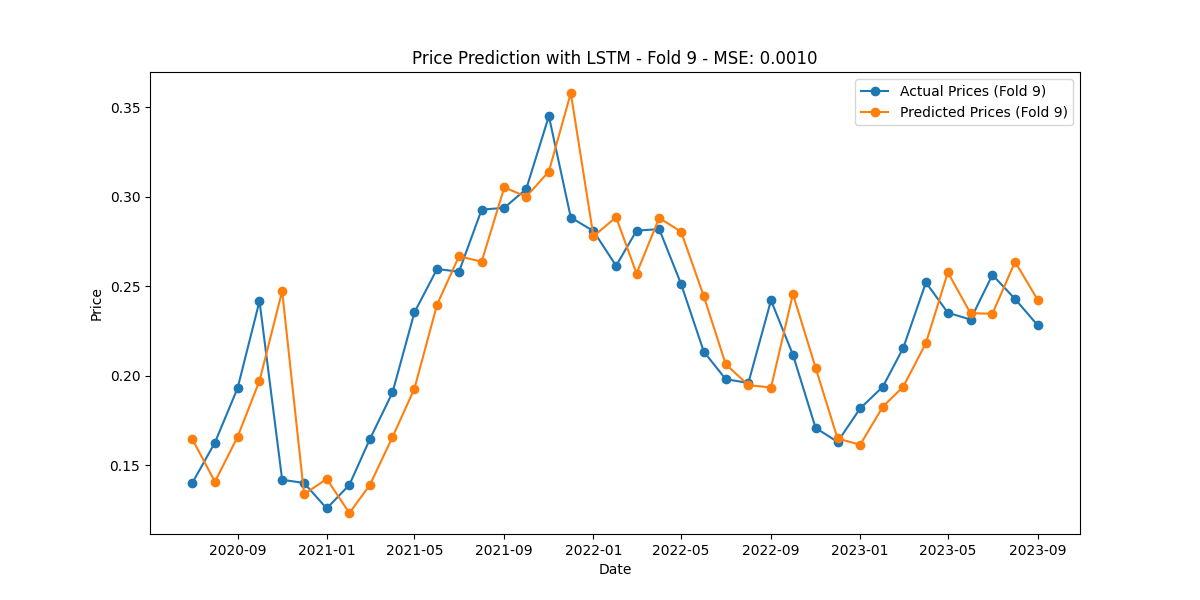 Price Prediction with LSTM - Fold 9 - MSE: 0.0010
Actual Prices (Fold 9)
Predicted Prices (Fold 9)
Price
0.35
0.30
0.25
0.20
0.15
2020-09 2021-01 2021-05 2021-09 2022-01 2022-05 2022-09 2023-01 2023-05 2023-09
Date